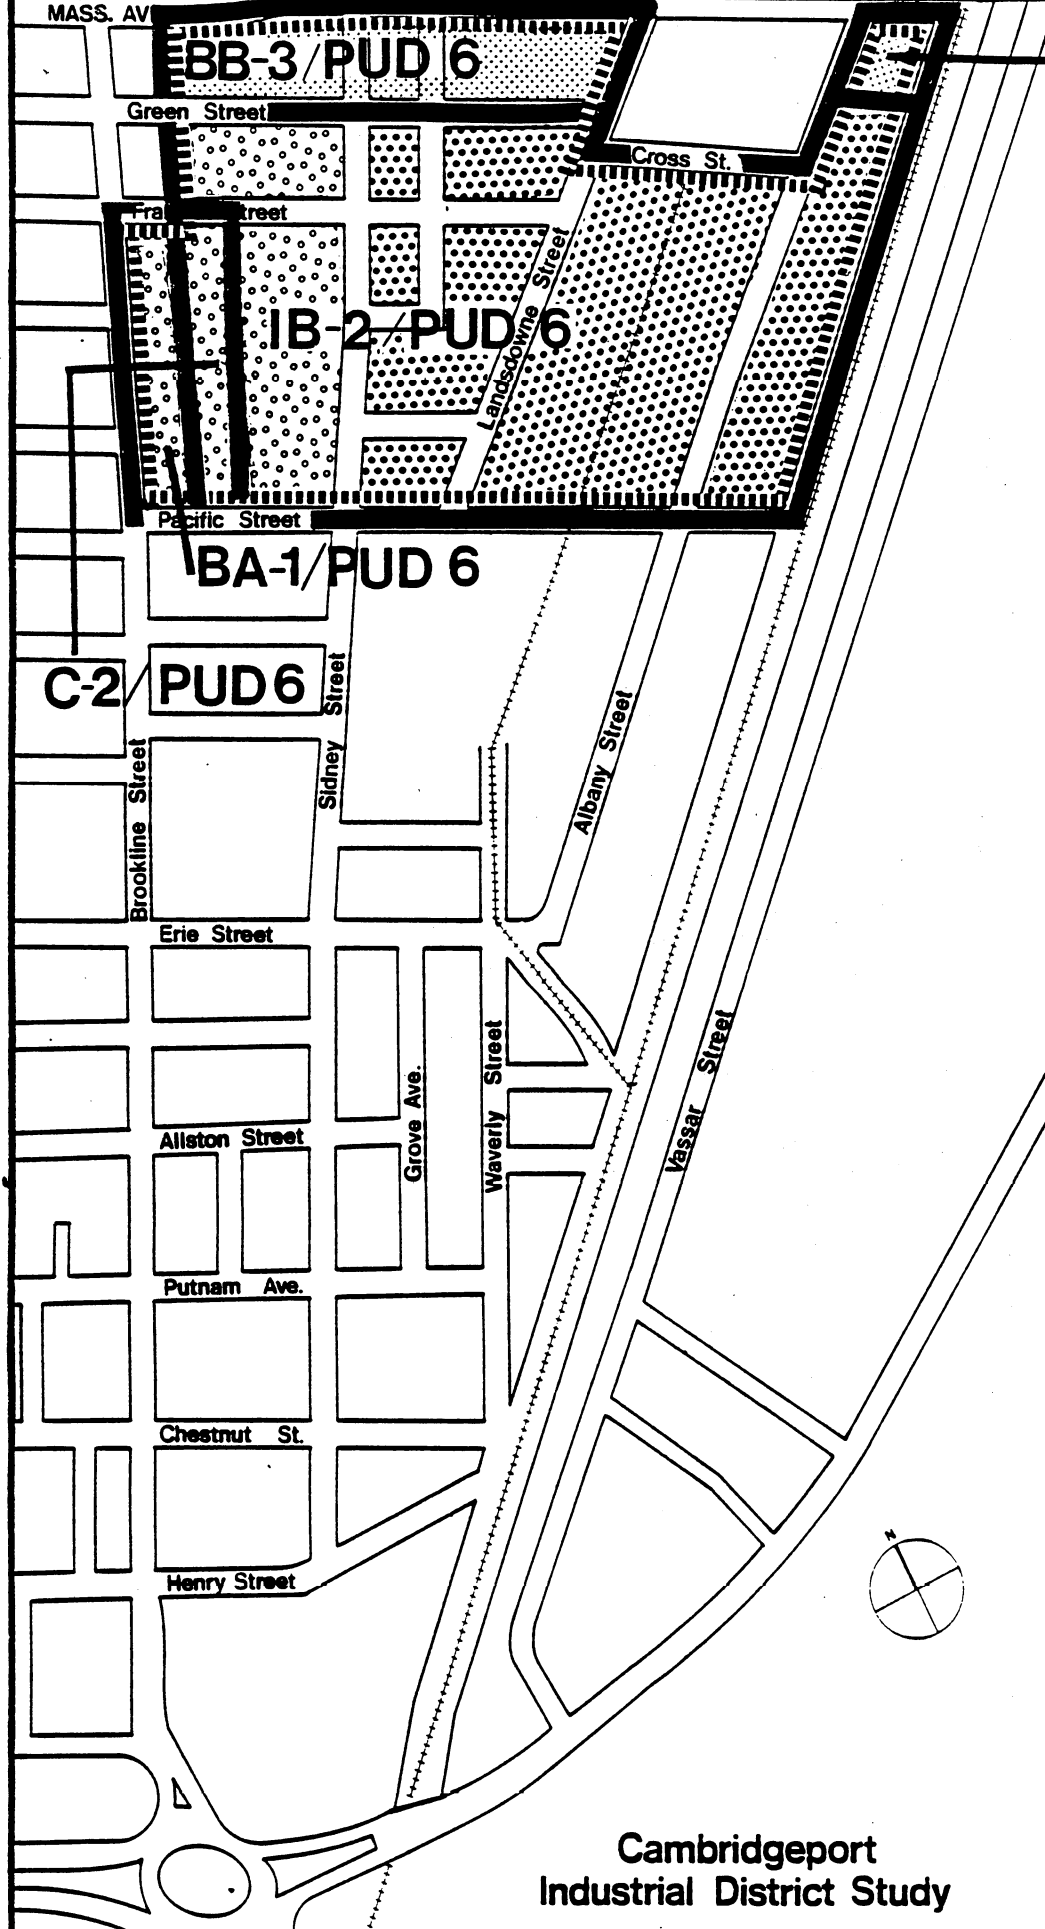 MASS. AV
BB-3/PUD 6
Green Street
Cross St.
Street
Landsdowne Street
IB-2/PUD 6
Pacific Street
BA-1/PUD 6
C-2/PUD 6
Sidney Street
Brookline Street
Albany Street
Erie Street
Grove Ave.
Waverly Street
Vassar Street
Allston Street
Putnam Ave.
Chestnut St.
Henry Street
N
Cambridgeport
Industrial District Study